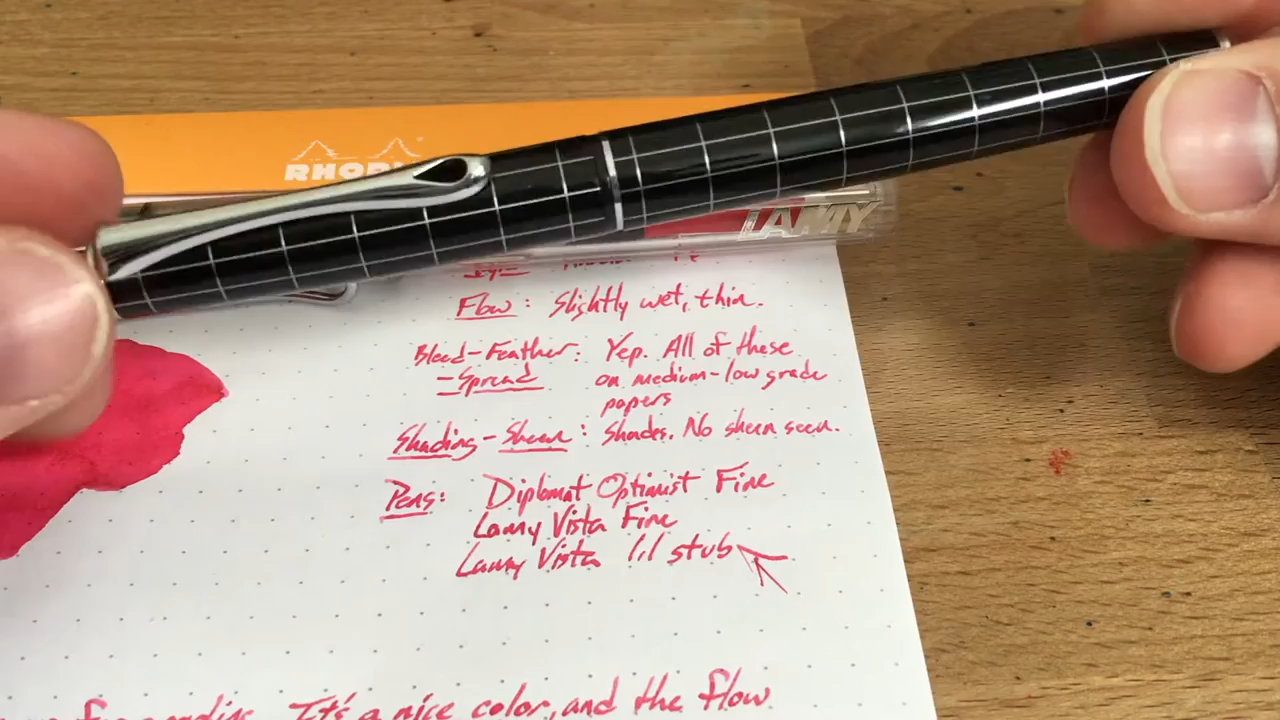 RHODIA
LAMY
Flow: Slightly wet, thin.
Bleed-Feather: Yep. All of these
-Spread on medium-low grade
papers
Shading-Sheen: Shades. No sheen seen.
Pens: Diplomat Optimist Fine
Lamy Vista Fine
Lamy Vista 1.1 stub
It's a nice color, and the flow